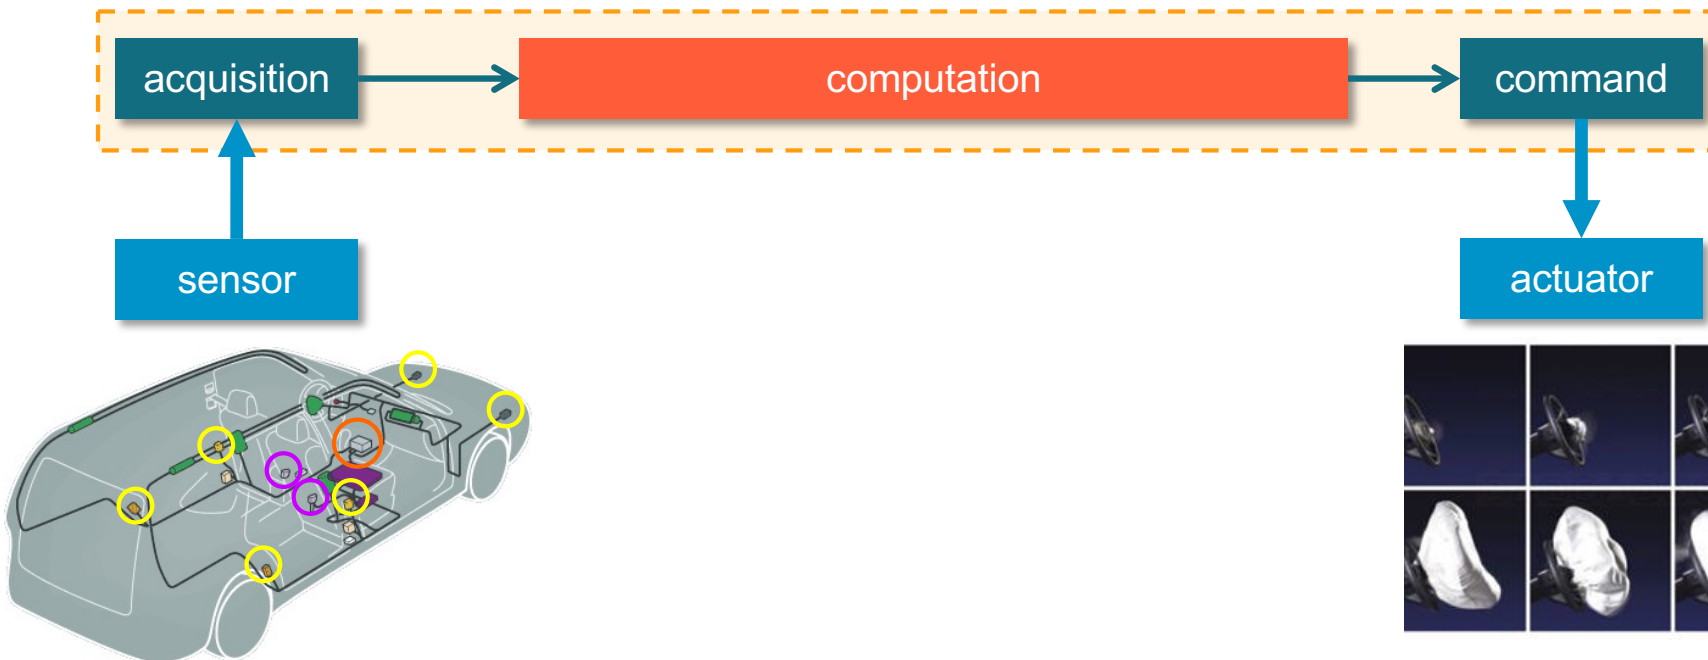 acquisition
computation
command
sensor
actuator